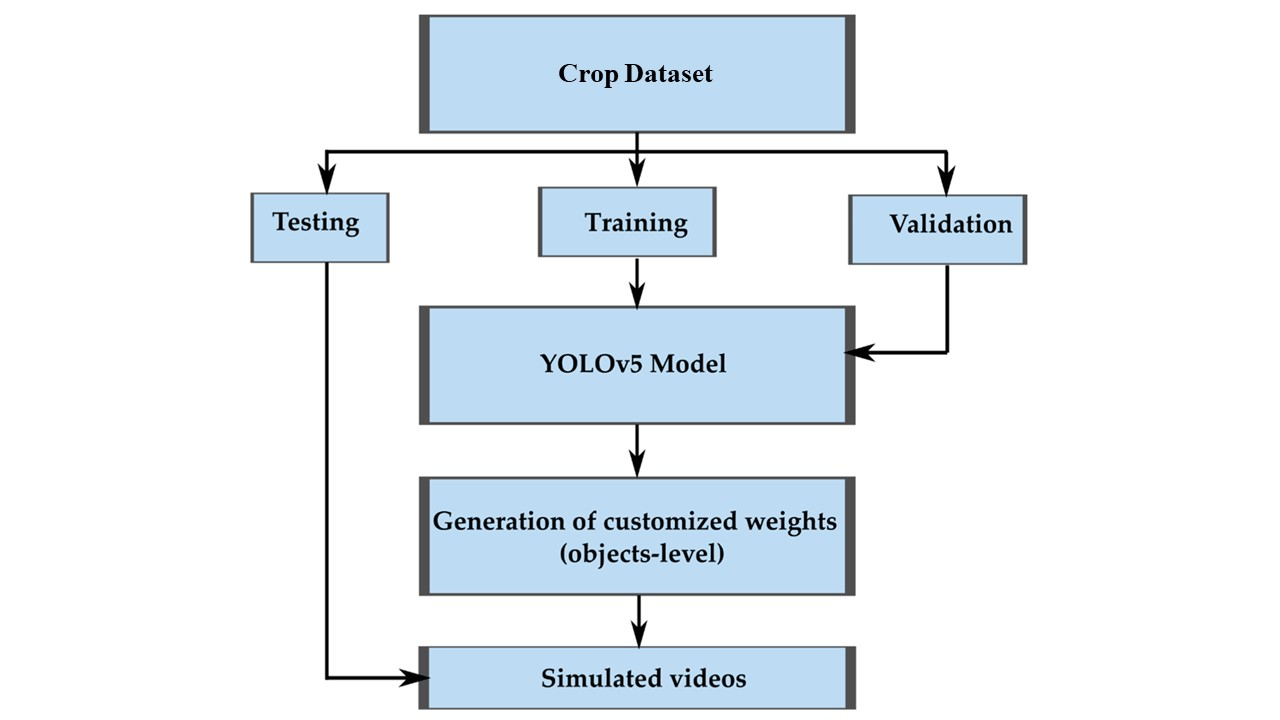 Crop Dataset
Testing
Training
Validation
YOLOv5 Model
Generation of customized weights
(objects-level)
Simulated videos